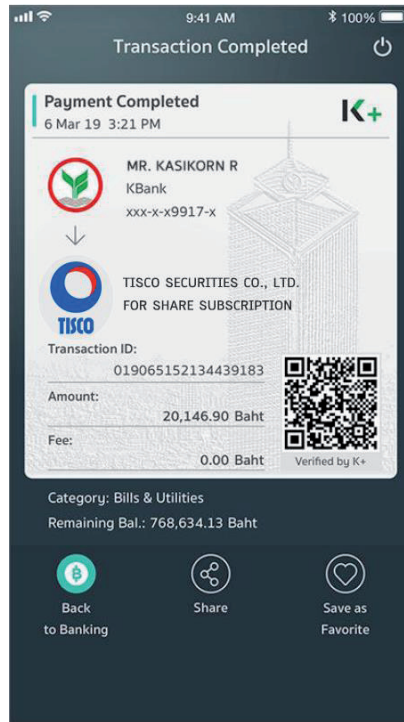 9:41 AM
100%
Transaction Completed
Payment Completed
6 Mar 19 3:21 PM
K+
MR. KASIKORN R
KBank
xxx-x-x9917-x
TISCO SECURITIES CO., LTD.
FOR SHARE SUBSCRIPTION
TISCO
Transaction ID:
019065152134439183
Amount:
20,146.90 Baht
Fee:
0.00 Baht
Verified by K+
Category: Bills & Utilities
Remaining Bal.: 768,634.13 Baht
Back
to Banking
Share
Save as
Favorite